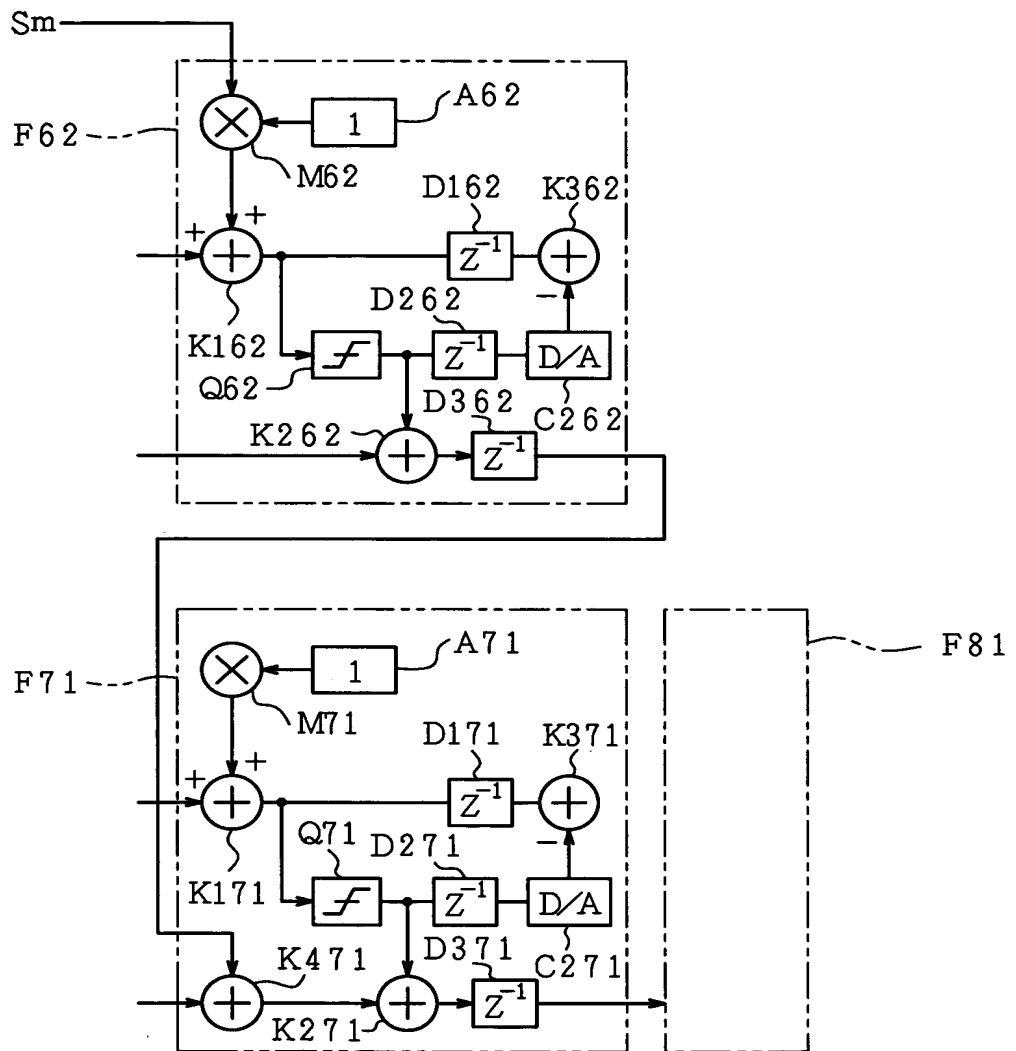 Sm
A62
1
F62
M62
D162
K362
+
+
Z⁻¹
+
+
−
D262
K162
Z⁻¹
D/A
Q62
D362
C262
K262
+
Z⁻¹
A71
F81
1
F71
M71
D171
K371
+
+
Z⁻¹
+
+
Q71
−
D271
K171
Z⁻¹
D/A
D371
K471
C271
+
+
Z⁻¹
K271